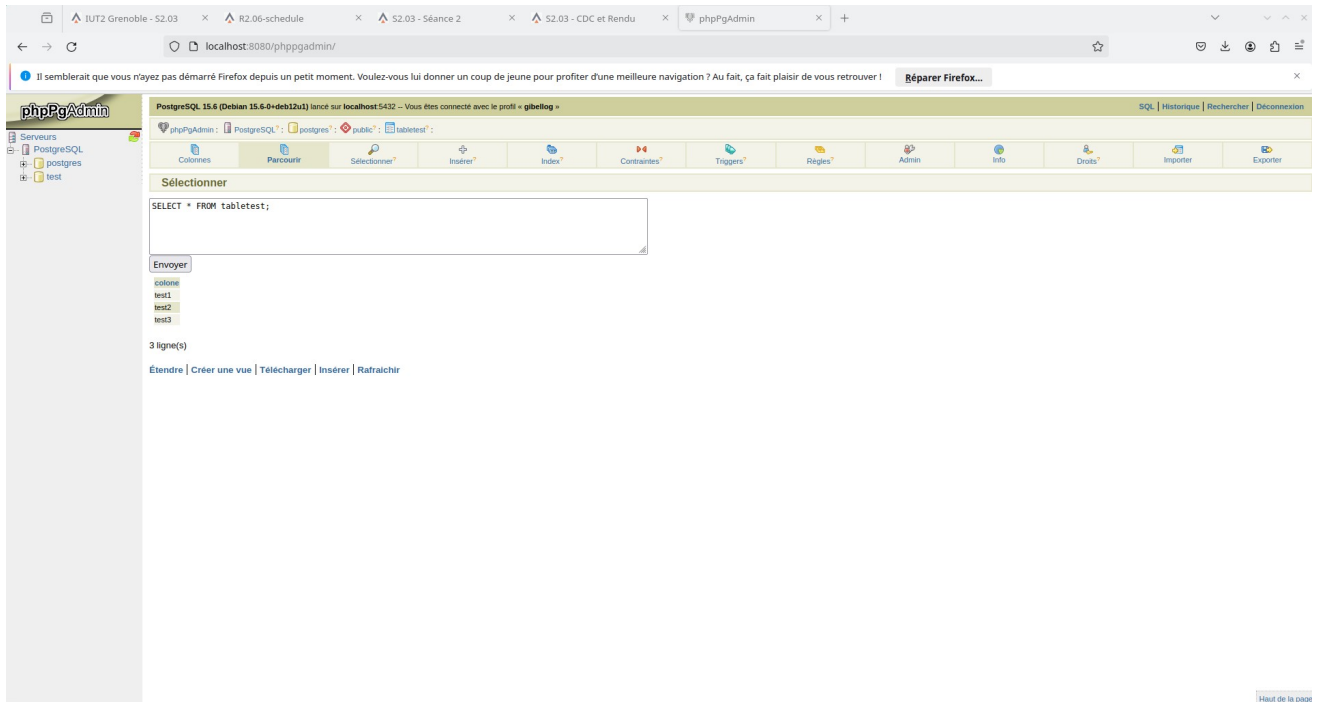 IUT2 Grenoble - S2.03 R2.06-schedule S2.03 - Séance 2 S2.03 - CDC et Rendu phpPgAdmin
localhost:8080/phppgadmin/
Il semblerait que vous n'ayez pas démarré Firefox depuis un petit moment. Voulez-vous lui donner un coup de jeune pour profiter d'une meilleure navigation ? Au fait, ça fait plaisir de vous retrouver ! Réparer Firefox...
phpPgAdmin
Serveurs
PostgreSQL
postgres
test
PostgreSQL 15.6 (Debian 15.6-0+deb12u1) lancé sur localhost:5432 -- Vous êtes connecté avec le profil « gibellog »
SQL | Historique | Rechercher | Déconnexion
phpPgAdmin : PostgreSQL? : postgres? : public? : tabletest? :
Colonnes Parcourir Sélectionner? Insérer? Index? Contraintes? Triggers? Règles? Admin Info Droits? Importer Exporter
Sélectionner
SELECT * FROM tabletest;
Envoyer
colone
test1
test2
test3
3 ligne(s)
Étendre | Créer une vue | Télécharger | Insérer | Rafraichir
Haut de la page